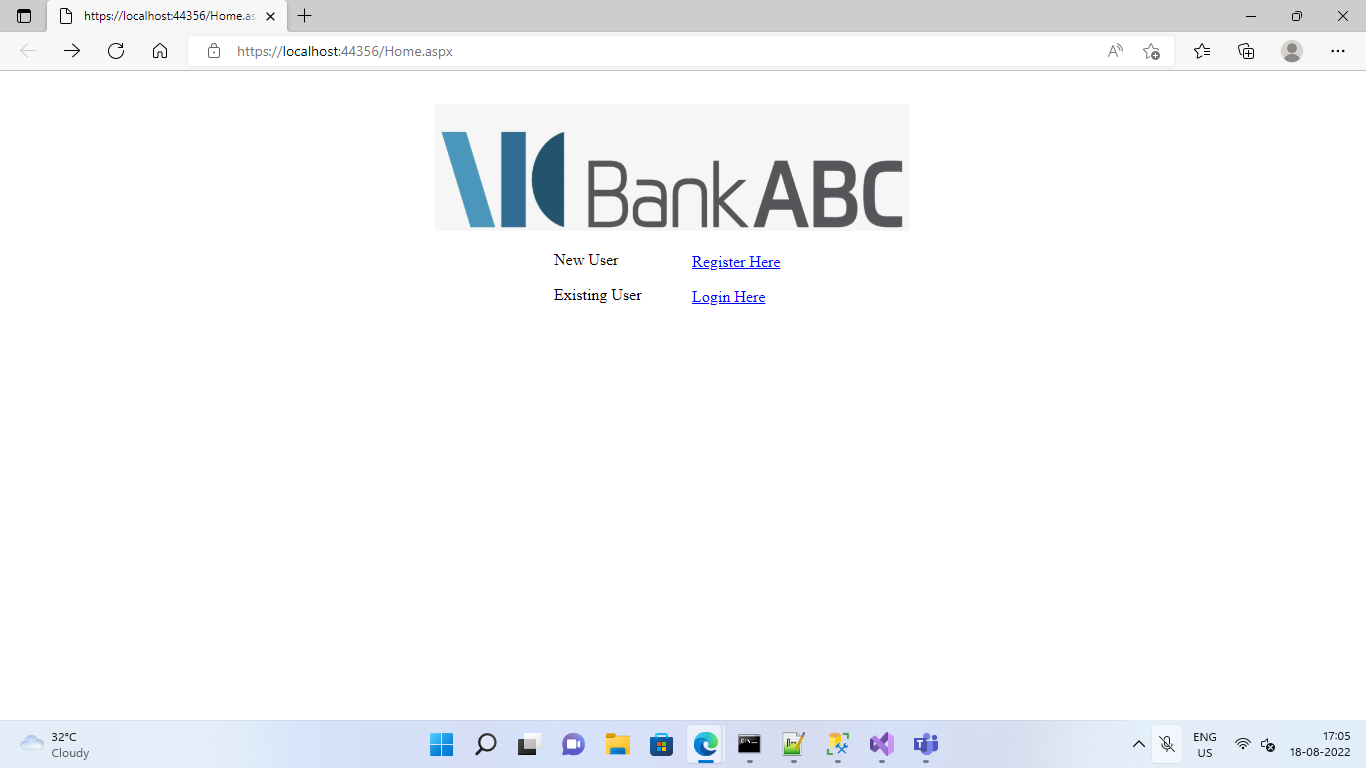 https://localhost:44356/Home.as
https://localhost:44356/Home.aspx
BankABC
New User Register Here
Existing User Login Here
32°C
Cloudy
ENG
US
17:05
18-08-2022